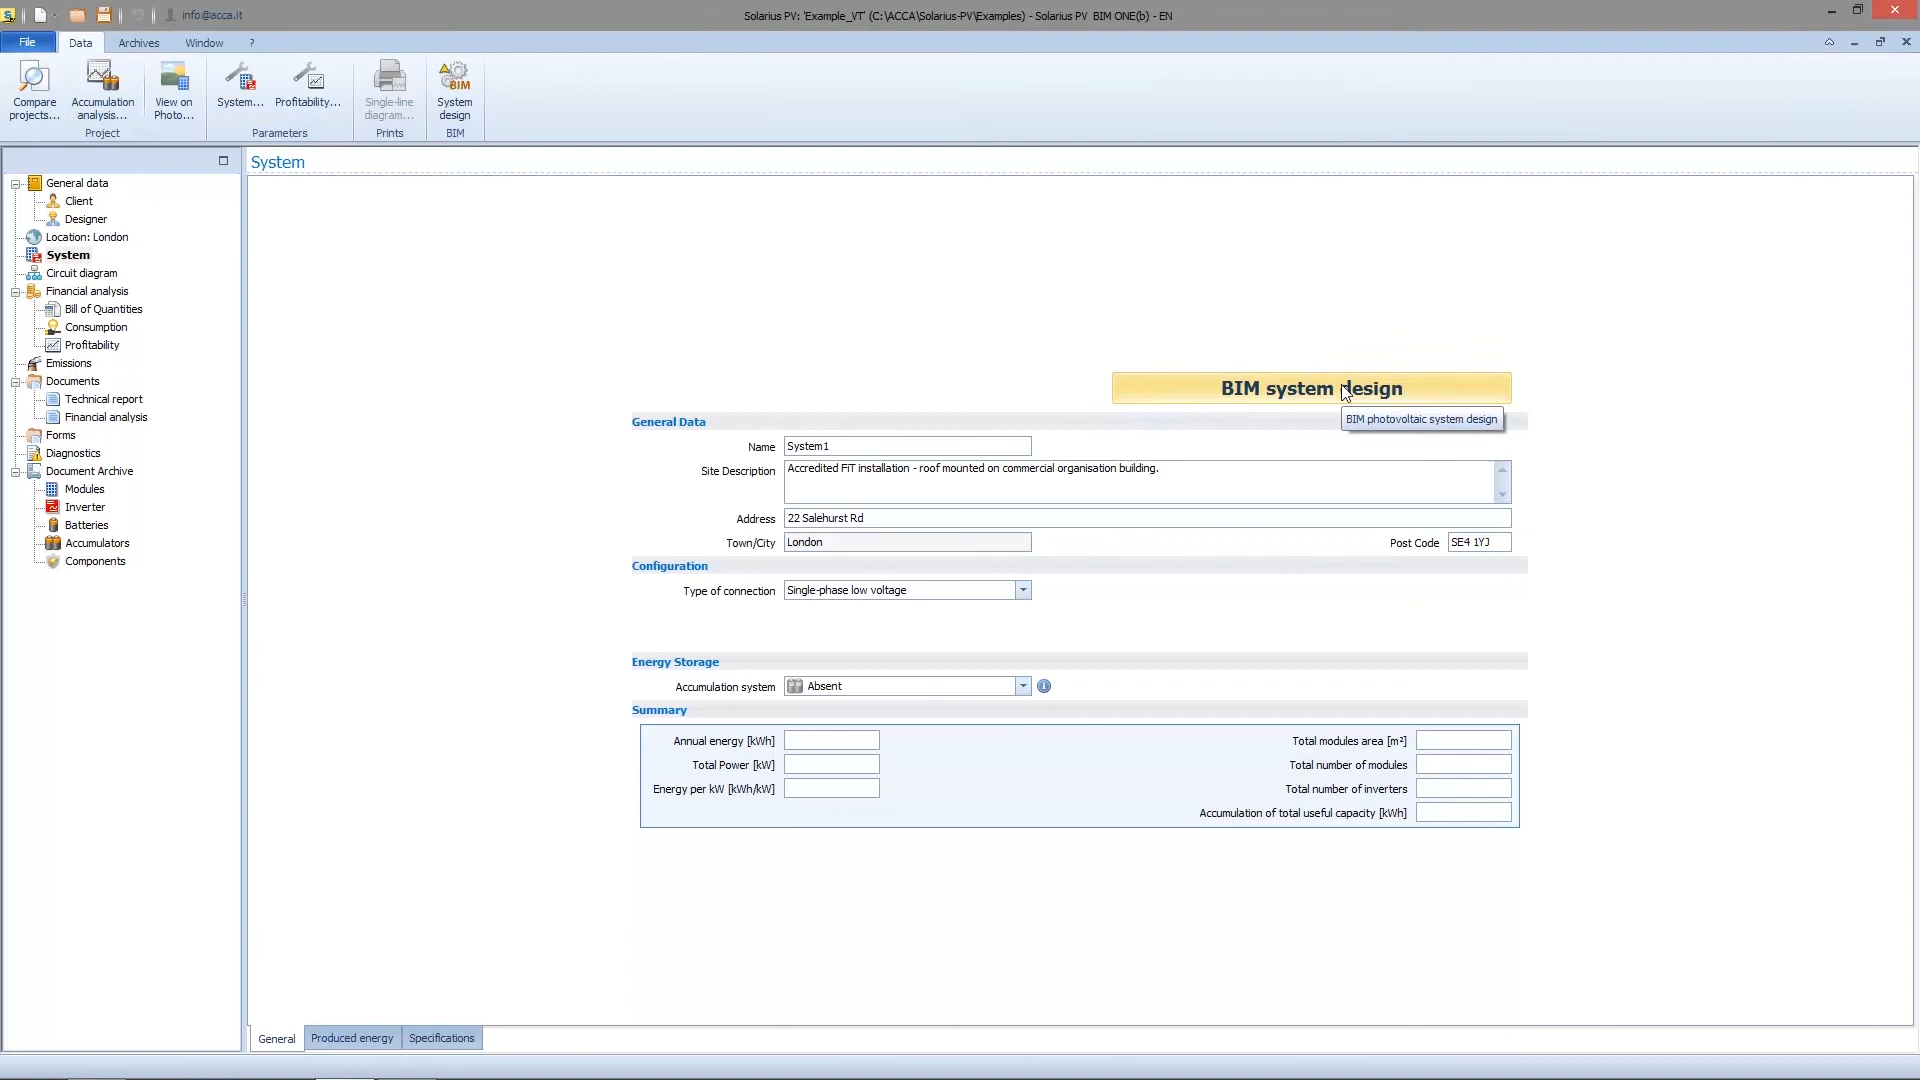 info@acca.it
Solarius PV: 'Example_VT' (C:\ACCA\Solarius-PV\Examples) - Solarius PV BIM ONE(b) - EN
File Data Archives Window ?
Compare projects...
Accumulation analysis...
View on Photo...
System...
Profitability...
Single-line diagram...
System design
Project Parameters Prints BIM
BIM
System
General data
Client
Designer
Location: London
System
Circuit diagram
Financial analysis
Bill of Quantities
Consumption
Profitability
Emissions
Documents
Technical report
Financial analysis
Forms
Diagnostics
Document Archive
Modules
Inverter
Batteries
Accumulators
Components
BIM system design
BIM photovoltaic system design
General Data
Name System1
Site Description Accredited FiT installation - roof mounted on commercial organisation building.
Address 22 Salehurst Rd
Town/City London Post Code SE4 1YJ
Configuration
Type of connection Single-phase low voltage
Energy Storage
Accumulation system Absent
Summary
Annual energy [kWh] Total modules area [m²]
Total Power [kW] Total number of modules
Energy per kW [kWh/kW] Total number of inverters
Accumulation of total useful capacity [kWh]
General Produced energy Specifications